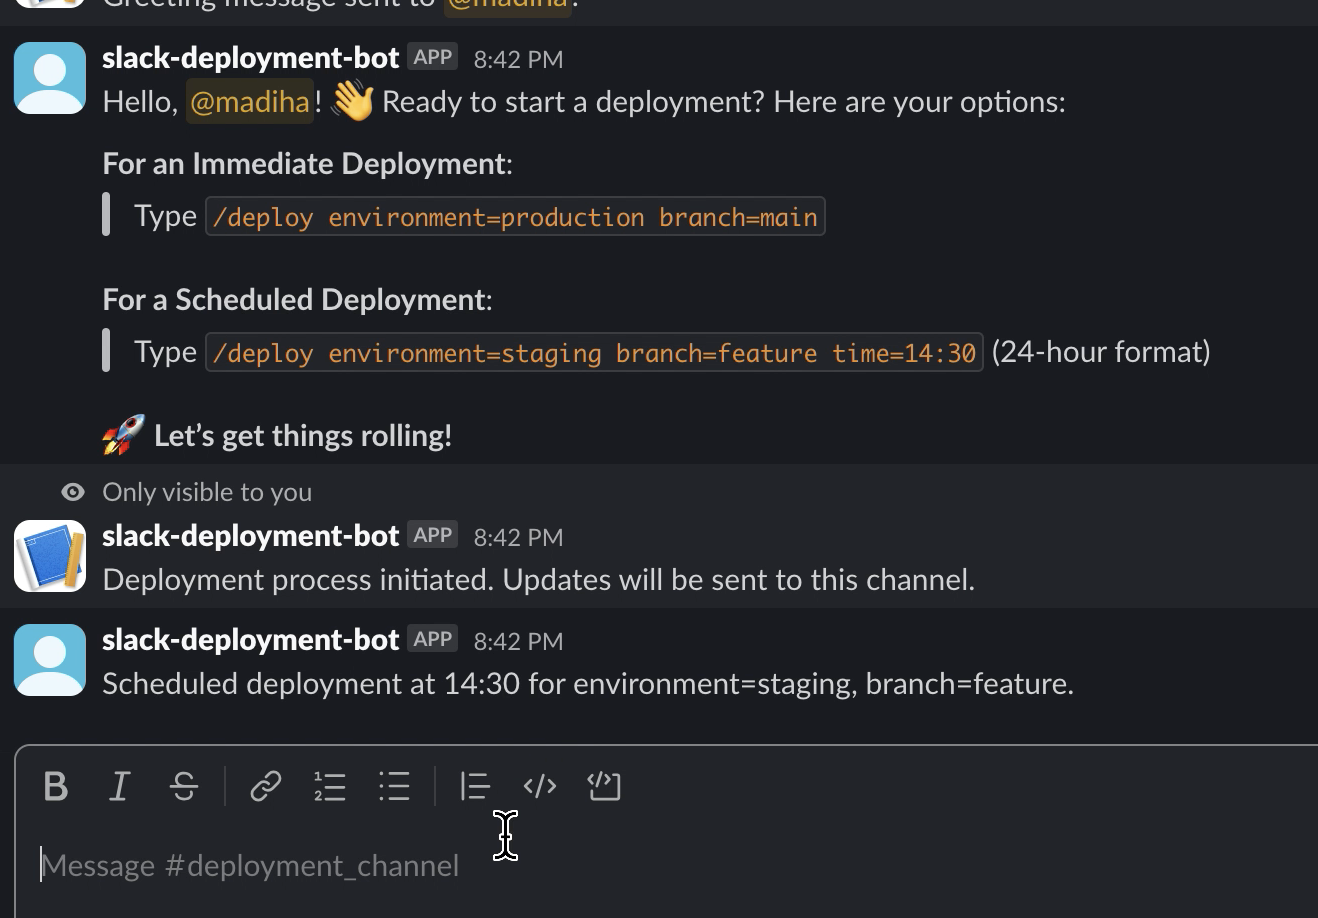 Greeting message sent to @madiha!
slack-deployment-bot APP 8:42 PM
Hello, @madiha! 👋 Ready to start a deployment? Here are your options:
For an Immediate Deployment:
Type /deploy environment=production branch=main
For a Scheduled Deployment:
Type /deploy environment=staging branch=feature time=14:30 (24-hour format)
🚀 Let’s get things rolling!
Only visible to you
slack-deployment-bot APP 8:42 PM
Deployment process initiated. Updates will be sent to this channel.
slack-deployment-bot APP 8:42 PM
Scheduled deployment at 14:30 for environment=staging, branch=feature.
Message #deployment_channel